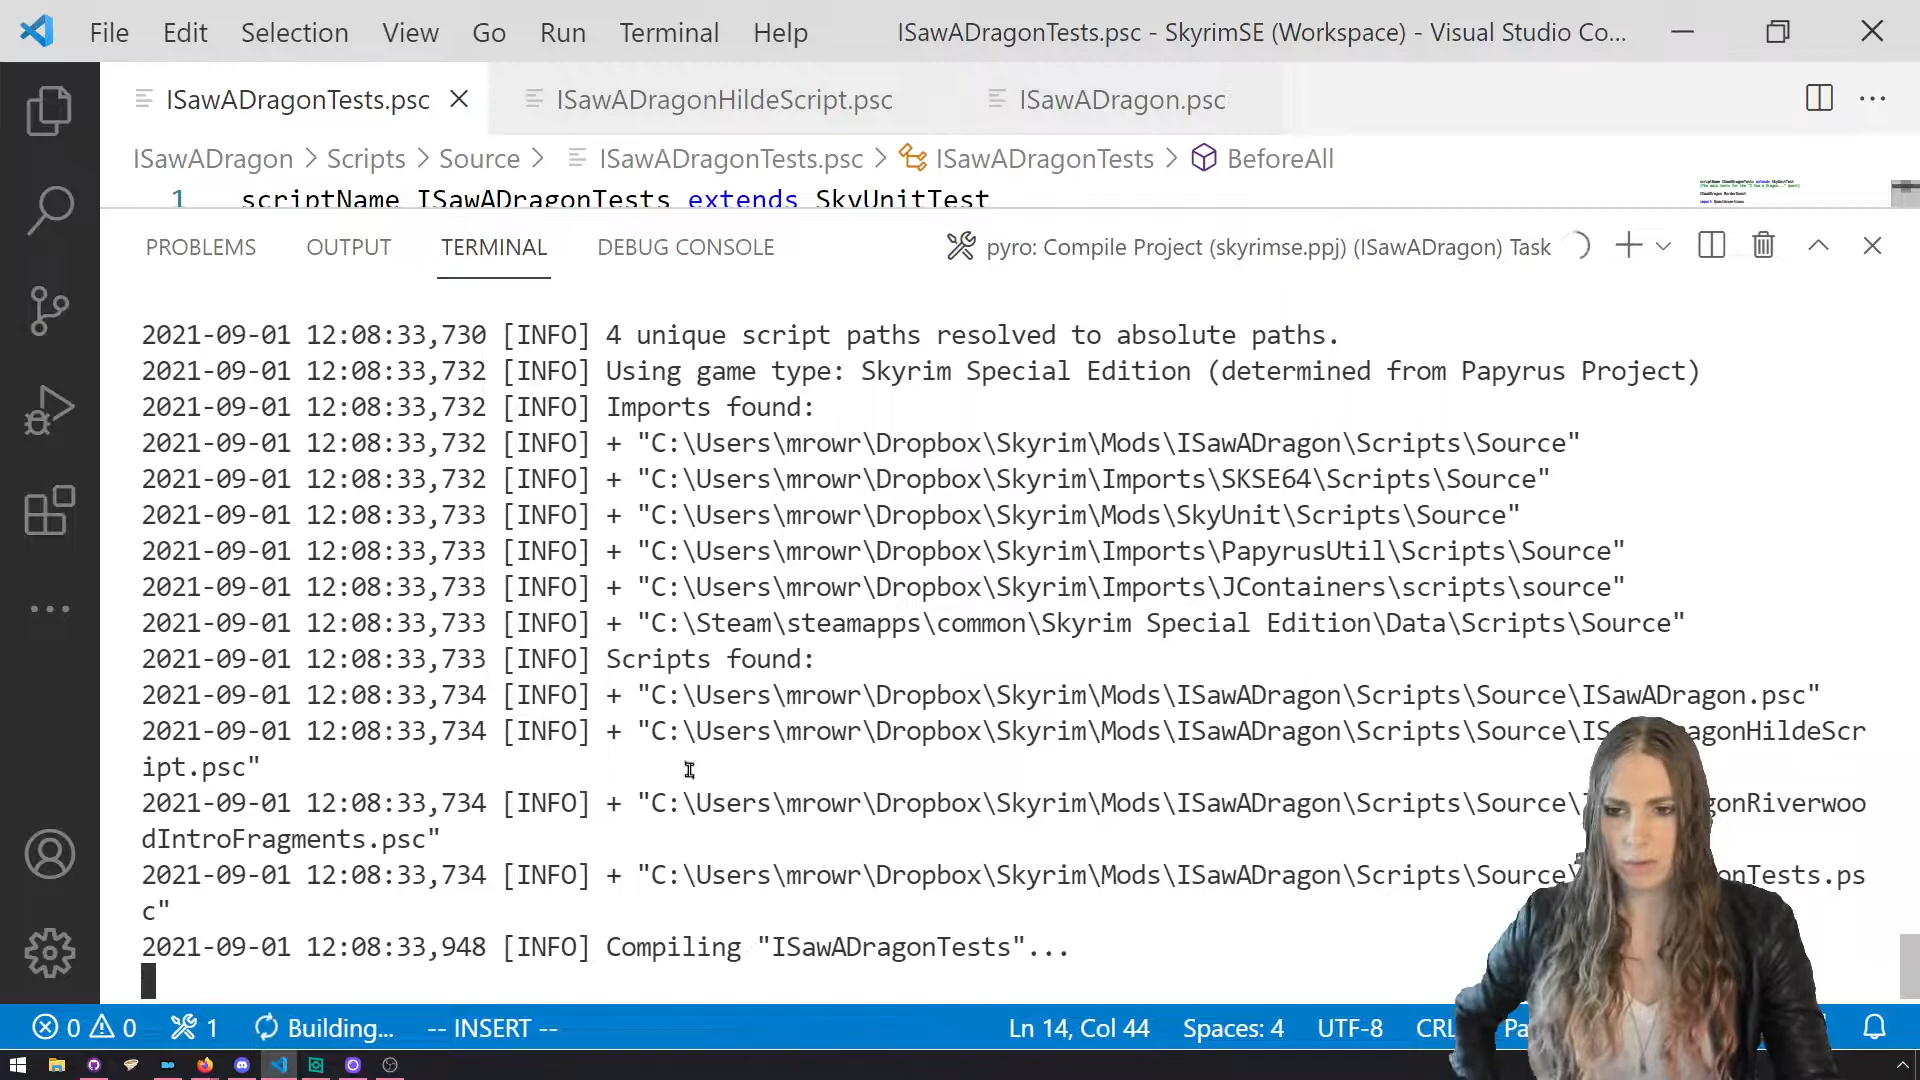 File Edit Selection View Go Run Terminal Help ISawADragonTests.psc - SkyrimSE (Workspace) - Visual Studio Co...
ISawADragonTests.psc ISawADragonHildeScript.psc ISawADragon.psc
ISawADragon > Scripts > Source > ISawADragonTests.psc > ISawADragonTests > BeforeAll
1 scriptName ISawADragonTests extends SkyUnitTest
PROBLEMS OUTPUT TERMINAL DEBUG CONSOLE pyro: Compile Project (skyrimse.ppj) (ISawADragon) Task
2021-09-01 12:08:33,730 [INFO] 4 unique script paths resolved to absolute paths.
2021-09-01 12:08:33,732 [INFO] Using game type: Skyrim Special Edition (determined from Papyrus Project)
2021-09-01 12:08:33,732 [INFO] Imports found:
2021-09-01 12:08:33,732 [INFO] + "C:\Users\mrowr\Dropbox\Skyrim\Mods\ISawADragon\Scripts\Source"
2021-09-01 12:08:33,732 [INFO] + "C:\Users\mrowr\Dropbox\Skyrim\Imports\SKSE64\Scripts\Source"
2021-09-01 12:08:33,733 [INFO] + "C:\Users\mrowr\Dropbox\Skyrim\Mods\SkyUnit\Scripts\Source"
2021-09-01 12:08:33,733 [INFO] + "C:\Users\mrowr\Dropbox\Skyrim\Imports\PapyrusUtil\Scripts\Source"
2021-09-01 12:08:33,733 [INFO] + "C:\Users\mrowr\Dropbox\Skyrim\Imports\JContainers\scripts\source"
2021-09-01 12:08:33,733 [INFO] + "C:\Steam\steamapps\common\Skyrim Special Edition\Data\Scripts\Source"
2021-09-01 12:08:33,733 [INFO] Scripts found:
2021-09-01 12:08:33,734 [INFO] + "C:\Users\mrowr\Dropbox\Skyrim\Mods\ISawADragon\Scripts\Source\ISawADragon.psc"
2021-09-01 12:08:33,734 [INFO] + "C:\Users\mrowr\Dropbox\Skyrim\Mods\ISawADragon\Scripts\Source\IS agonHildeScr
ipt.psc"
2021-09-01 12:08:33,734 [INFO] + "C:\Users\mrowr\Dropbox\Skyrim\Mods\ISawADragon\Scripts\Source\ gonRiverwoo
dIntroFragments.psc"
2021-09-01 12:08:33,734 [INFO] + "C:\Users\mrowr\Dropbox\Skyrim\Mods\ISawADragon\Scripts\Source\ onTests.ps
c"
2021-09-01 12:08:33,948 [INFO] Compiling "ISawADragonTests"...
0 0 1 Building... -- INSERT -- Ln 14, Col 44 Spaces: 4 UTF-8 CRL Pa